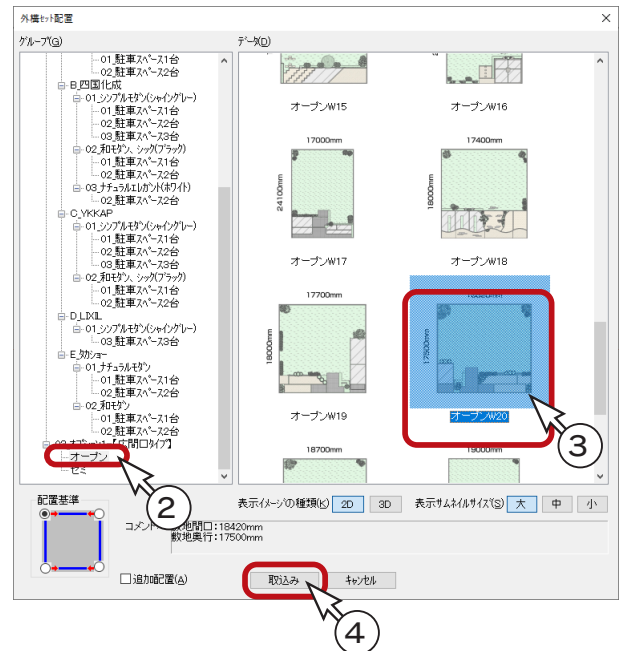 外構セット配置
グループ(G)
01_駐車スペース1台
02_駐車スペース2台
B_四国化成
01_シンプルモダン(シャイングレー)
01_駐車スペース1台
02_駐車スペース2台
03_駐車スペース3台
02_和モダン、シック(ブラック)
01_駐車スペース1台
02_駐車スペース2台
03_ナチュラルエレガント(ホワイト)
02_駐車スペース2台
C_YKKAP
01_シンプルモダン(シャイングレー)
01_駐車スペース1台
02_駐車スペース2台
03_駐車スペース3台
02_和モダン、シック(ブラック)
01_駐車スペース1台
02_駐車スペース2台
D_LIXIL
01_シンプルモダン(シャイングレー)
03_駐車スペース3台
E_タカショー
01_ナチュラルモダン
01_駐車スペース1台
02_駐車スペース2台
02_和モダン
01_駐車スペース1台
02_駐車スペース2台
【広間口タイプ】
オープン
セミ
2
データ(D)
オープンW15
オープンW16
17000mm
24100mm
オープンW17
17400mm
18000mm
オープンW18
17700mm
18000mm
オープンW19
17500mm
オープンW20
3
18700mm
19000mm
配置基準
表示イメージの種類(K)
2D
3D
表示サムネイルサイズ(S)
大
中
小
敷地間口:18420mm
敷地奥行:17500mm
追加配置(A)
取込み
キャンセル
4